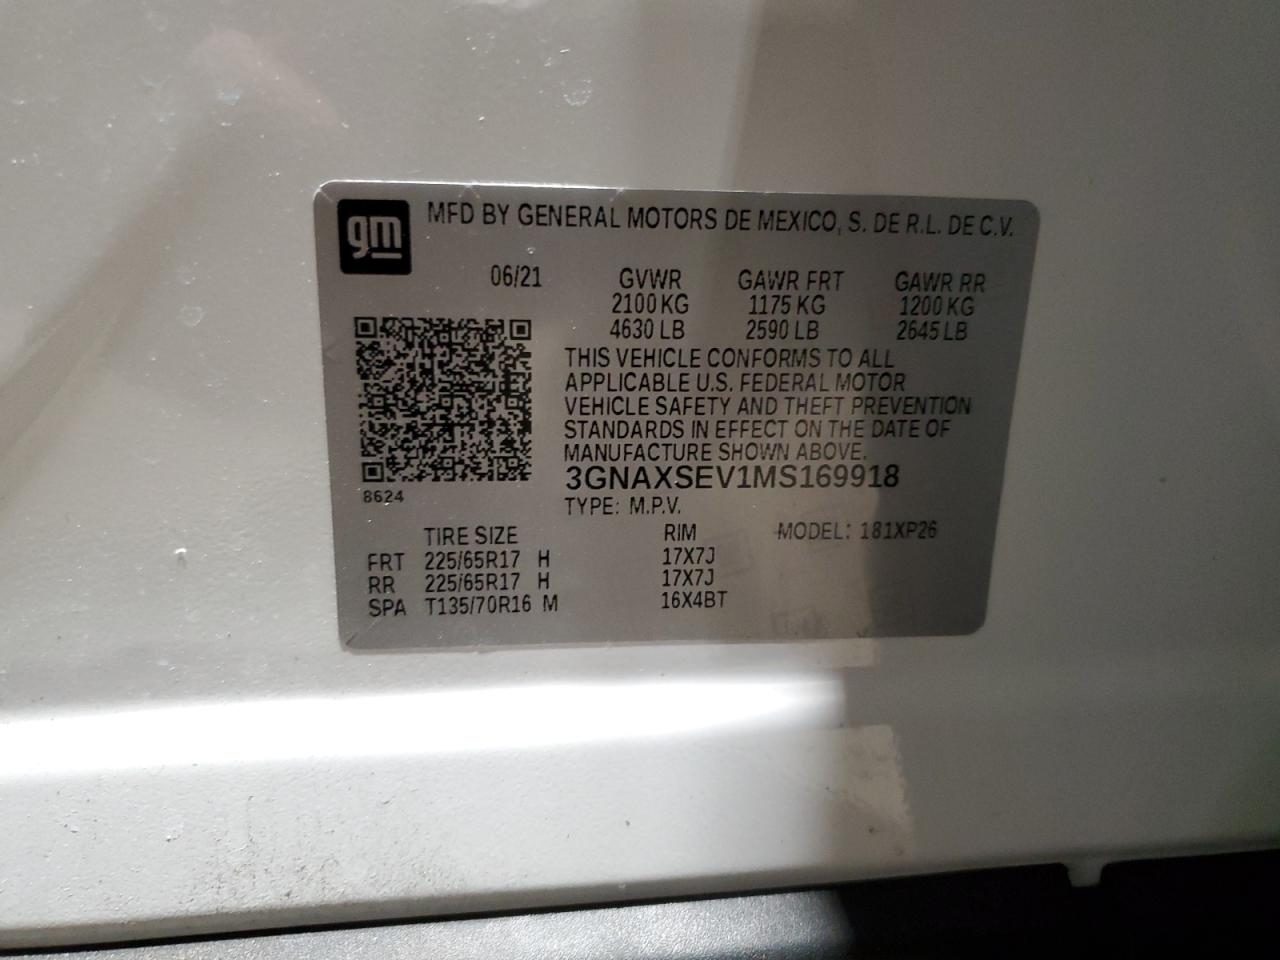 gm
MFD BY GENERAL MOTORS DE MEXICO, S. DE R.L. DE C.V.
06/21 GVWR GAWR FRT GAWR RR
2100 KG 1175 KG 1200 KG
4630 LB 2590 LB 2645 LB
THIS VEHICLE CONFORMS TO ALL
APPLICABLE U.S. FEDERAL MOTOR
VEHICLE SAFETY AND THEFT PREVENTION
STANDARDS IN EFFECT ON THE DATE OF
MANUFACTURE SHOWN ABOVE.
3GNAXSEV1MS169918
8624
TYPE: M.P.V.
TIRE SIZE RIM MODEL: 181XP26
FRT 225/65R17 H 17X7J
RR 225/65R17 H 17X7J
SPA T135/70R16 M 16X4BT